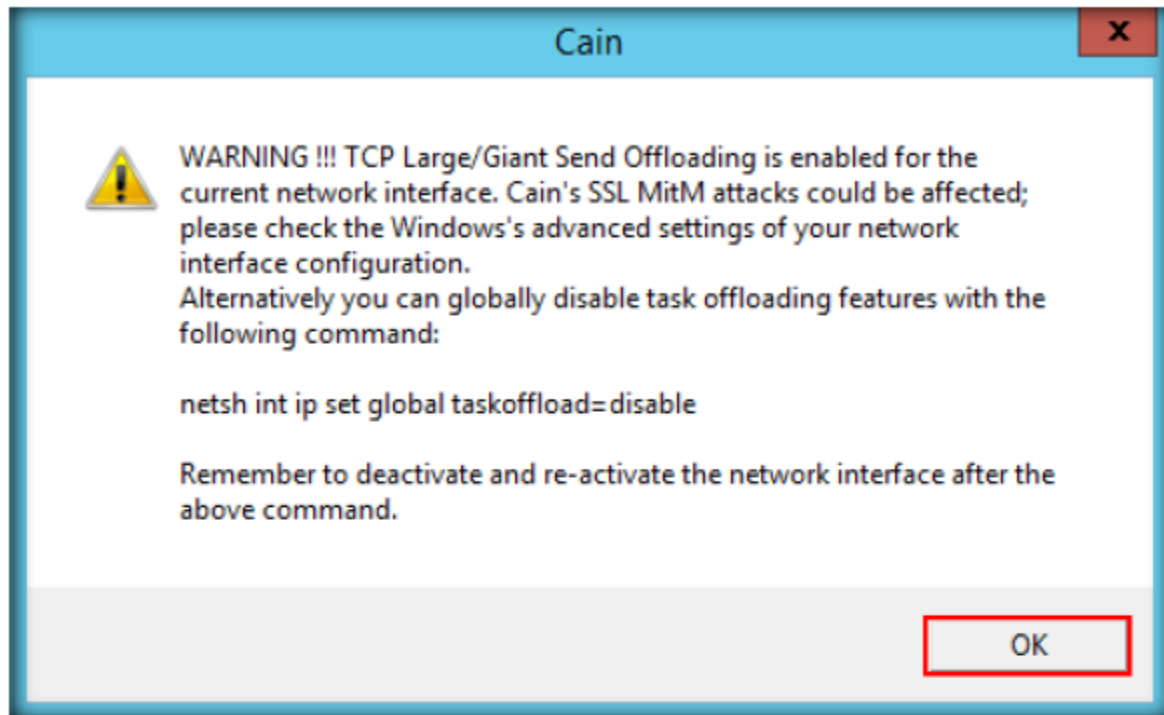 Cain
x
WARNING !!! TCP Large/Giant Send Offloading is enabled for the
current network interface. Cain's SSL MitM attacks could be affected;
please check the Windows's advanced settings of your network
interface configuration.
Alternatively you can globally disable task offloading features with the
following command:
netsh int ip set global taskoffload=disable
Remember to deactivate and re-activate the network interface after the
above command.
OK